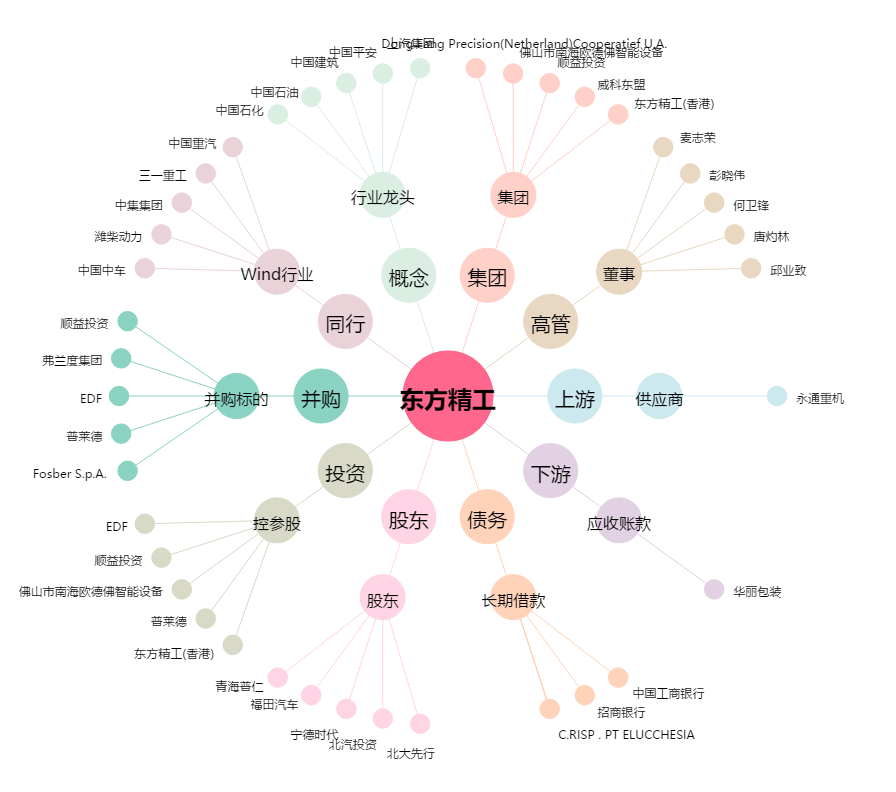 上汽集团
Dong Fang Precision(Netherland)Cooperatief U.A.
中国平安
佛山市南海欧德佛智能设备
中国建筑
顺益投资
中国石油
威科东盟
中国石化
东方精工(香港)
中国重汽
麦志荣
三一重工
彭晓伟
行业龙头
集团
中集集团
何卫锋
潍柴动力
唐灼林
中国中车
Wind行业
概念
集团
董事
邱业致
顺益投资
同行
高管
弗兰度集团
EDF
并购标的
并购
东方精工
上游
供应商
永通重机
普莱德
Fosber S.p.A.
投资
下游
EDF
控参股
股东
债务
应收账款
顺益投资
佛山市南海欧德佛智能设备
股东
长期借款
华丽包装
普莱德
东方精工(香港)
青海普仁
中国工商银行
福田汽车
招商银行
宁德时代
C.RISP . PT ELUCCHESIA
北汽投资
北大先行